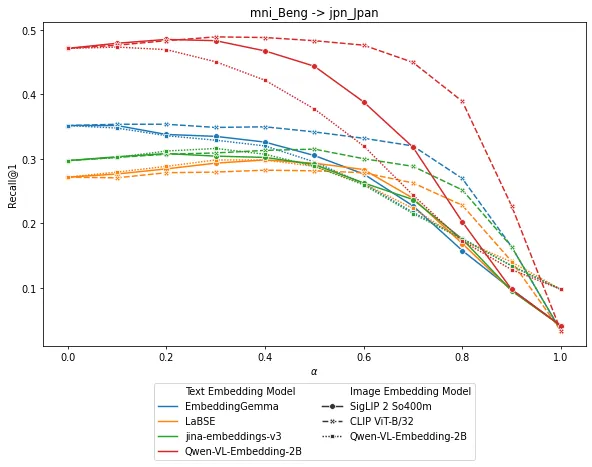 mni_Beng -> jpn_Jpan
Recall@1
0.5
0.4
0.3
0.2
0.1
0.0 0.2 0.4 0.6 0.8 1.0
α
Text Embedding Model Image Embedding Model
EmbeddingGemma SigLIP 2 So400m
LaBSE CLIP ViT-B/32
jina-embeddings-v3 Qwen-VL-Embedding-2B
Qwen-VL-Embedding-2B